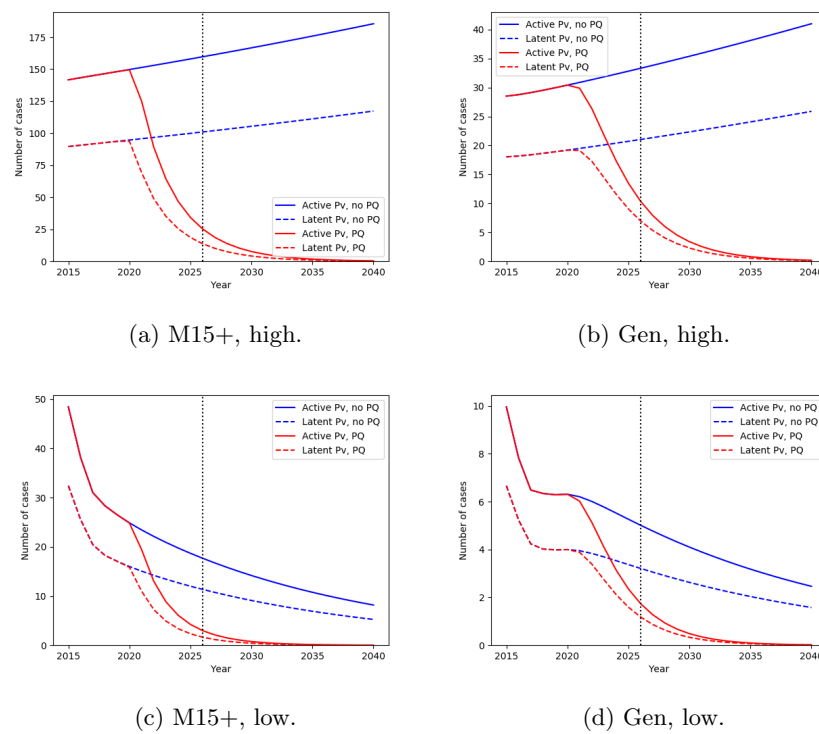 175
150
125
100
75
50
25
0
Number of cases
2015 2020 2025 2030 2035 2040
Year
Active Pv, no PQ
Latent Pv, no PQ
Active Pv, PQ
Latent Pv, PQ
(a) M15+, high.
40
35
30
25
20
15
10
5
0
Number of cases
2015 2020 2025 2030 2035 2040
Year
Active Pv, no PQ
Latent Pv, no PQ
Active Pv, PQ
Latent Pv, PQ
(b) Gen, high.
50
40
30
20
10
0
Number of cases
2015 2020 2025 2030 2035 2040
Year
Active Pv, no PQ
Latent Pv, no PQ
Active Pv, PQ
Latent Pv, PQ
(c) M15+, low.
10
8
6
4
2
0
Number of cases
2015 2020 2025 2030 2035 2040
Year
Active Pv, no PQ
Latent Pv, no PQ
Active Pv, PQ
Latent Pv, PQ
(d) Gen, low.